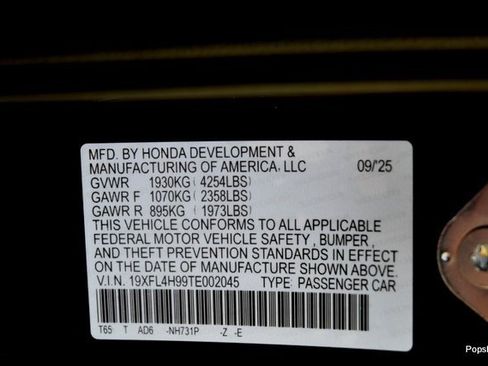 MFD. BY HONDA DEVELOPMENT &
MANUFACTURING OF AMERICA, LLC 09/'25
GVWR 1930KG ( 4254LBS)
GAWR F 1070KG ( 2358LBS)
GAWR R 895KG ( 1973LBS)
THIS VEHICLE CONFORMS TO ALL APPLICABLE
FEDERAL MOTOR VEHICLE SAFETY , BUMPER ,
AND THEFT PREVENTION STANDARDS IN EFFECT
ON THE DATE OF MANUFACTURE SHOWN ABOVE.
V.I.N. 19XFL4H99TE002045 TYPE: PASSENGER CAR
T65 T AD6 -NH731P -Z -E